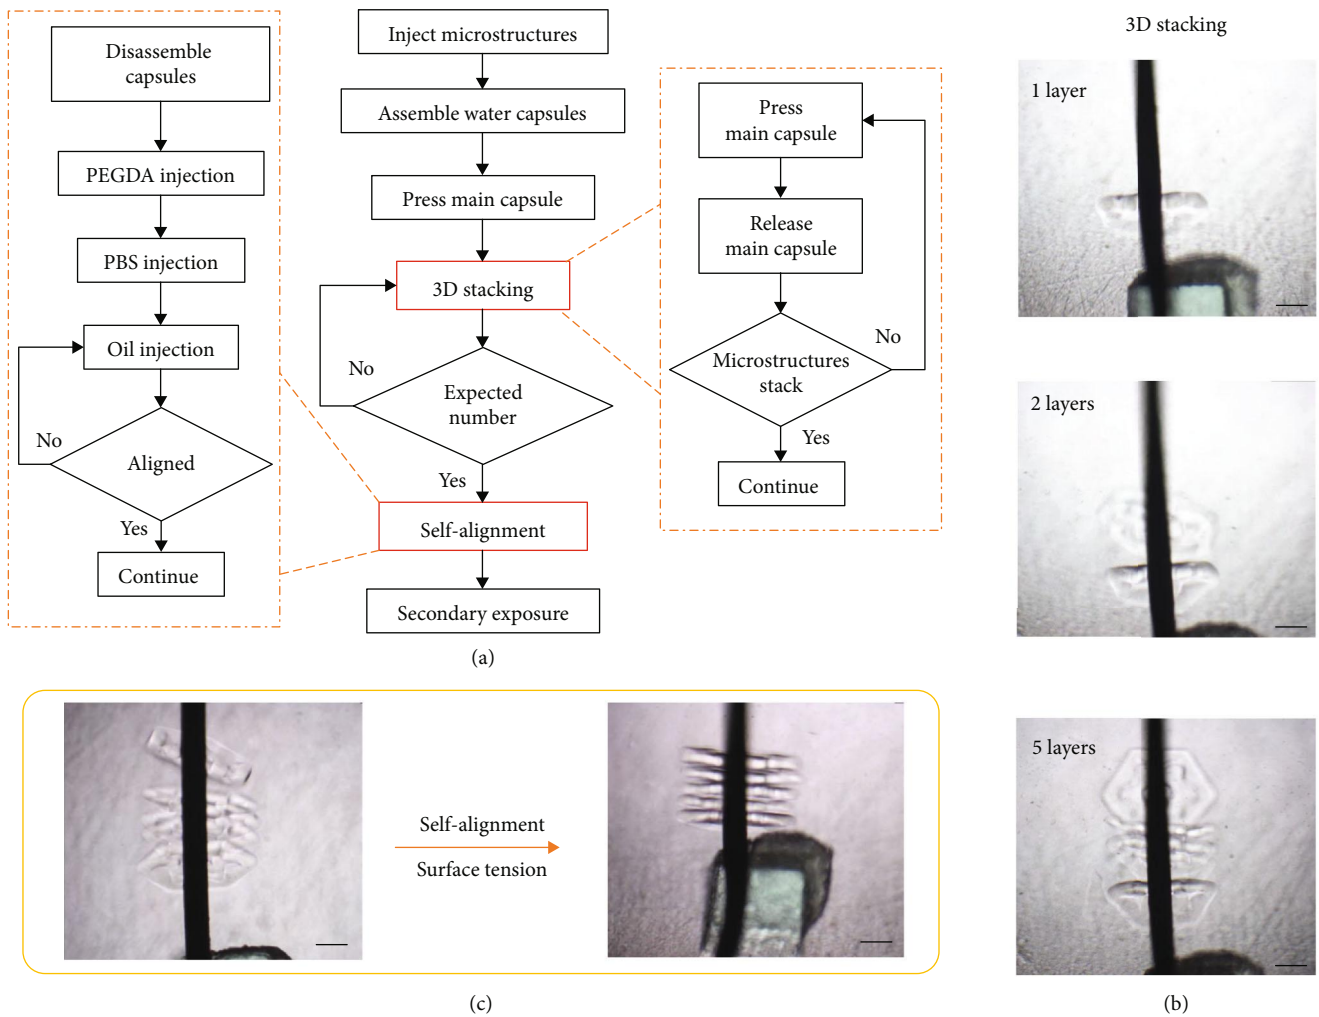 Disassemble
capsules
PEGDA injection
PBS injection
Oil injection
No
Aligned
Yes
Continue
Inject microstructures
Assemble water capsules
Press main capsule
3D stacking
No
Expected
number
Yes
Self-alignment
Secondary exposure
Press
main capsule
Release
main capsule
No
Microstructures
stack
Yes
Continue
(a)
3D stacking
1 layer
2 layers
5 layers
(b)
Self-alignment
Surface tension
(c)